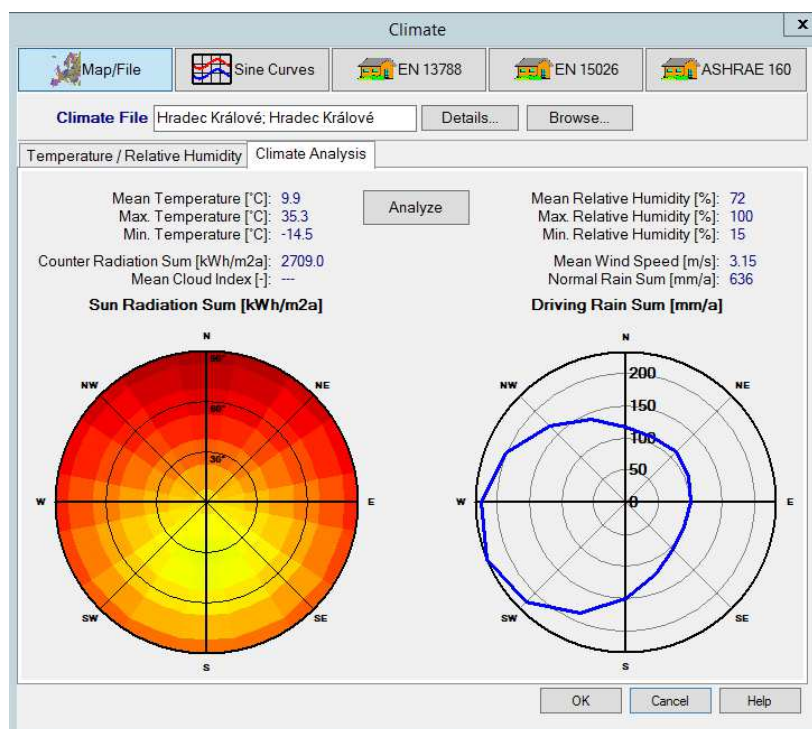 Climate
x
Map/File
Sine Curves
EN 13788
EN 15026
ASHRAE 160
Climate File Hradec Králové; Hradec Králové Details... Browse...
Temperature / Relative Humidity Climate Analysis
Mean Temperature [°C]: 9.9
Max. Temperature [°C]: 35.3
Min. Temperature [°C]: -14.5
Counter Radiation Sum [kWh/m2a]: 2709.0
Mean Cloud Index [-]: ---
Analyze
Mean Relative Humidity [%]: 72
Max. Relative Humidity [%]: 100
Min. Relative Humidity [%]: 15
Mean Wind Speed [m/s]: 3.15
Normal Rain Sum [mm/a]: 636
Sun Radiation Sum [kWh/m2a]
N
NW
NE
90°
60°
30°
W
E
SW
SE
S
Driving Rain Sum [mm/a]
N
NW
NE
200
150
100
50
0
W
E
SW
SE
S
OK
Cancel
Help